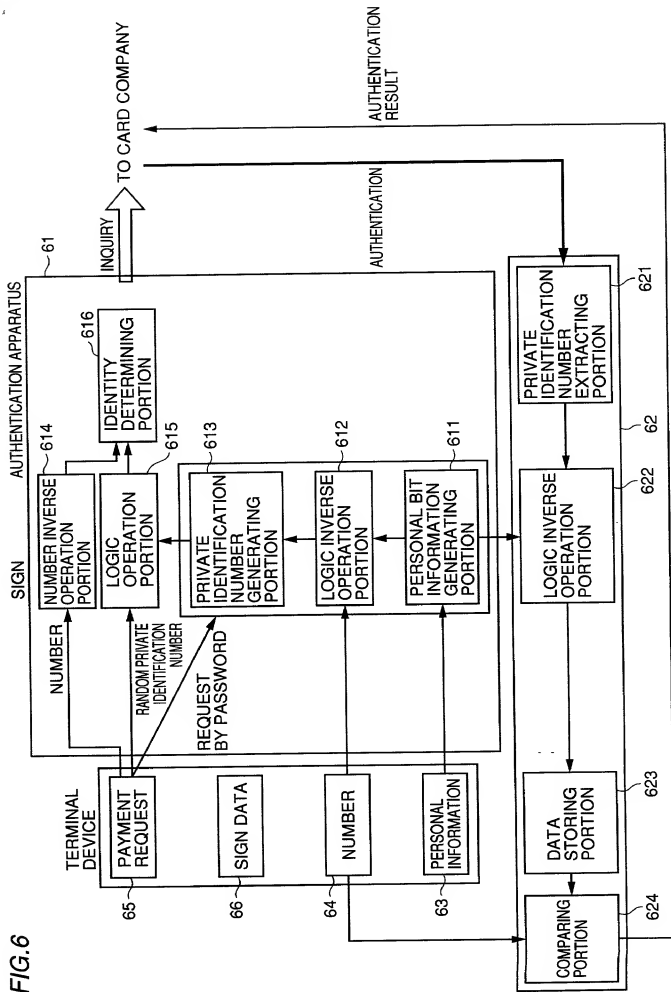 FIG.6
SIGN
AUTHENTICATION APPARATUS
61
TERMINAL
DEVICE
PAYMENT
REQUEST
65
SIGN DATA
66
NUMBER
64
PERSONAL
INFORMATION
63
NUMBER
RANDOM PRIVATE
IDENTIFICATION
NUMBER
REQUEST
BY PASSWORD
NUMBER INVERSE
OPERATION
PORTION
614
LOGIC
OPERATION
PORTION
615
IDENTITY
DETERMINING
PORTION
616
PRIVATE
IDENTIFICATION
NUMBER
GENERATING
PORTION
613
LOGIC INVERSE
OPERATION
PORTION
612
PERSONAL BIT
INFORMATION
GENERATING
PORTION
611
INQUIRY
TO CARD COMPANY
AUTHENTICATION
AUTHENTICATION
RESULT
COMPARING
PORTION
624
DATA
STORING
PORTION
623
LOGIC INVERSE
OPERATION
PORTION
622
PRIVATE
IDENTIFICATION
NUMBER
EXTRACTING
PORTION
621
62